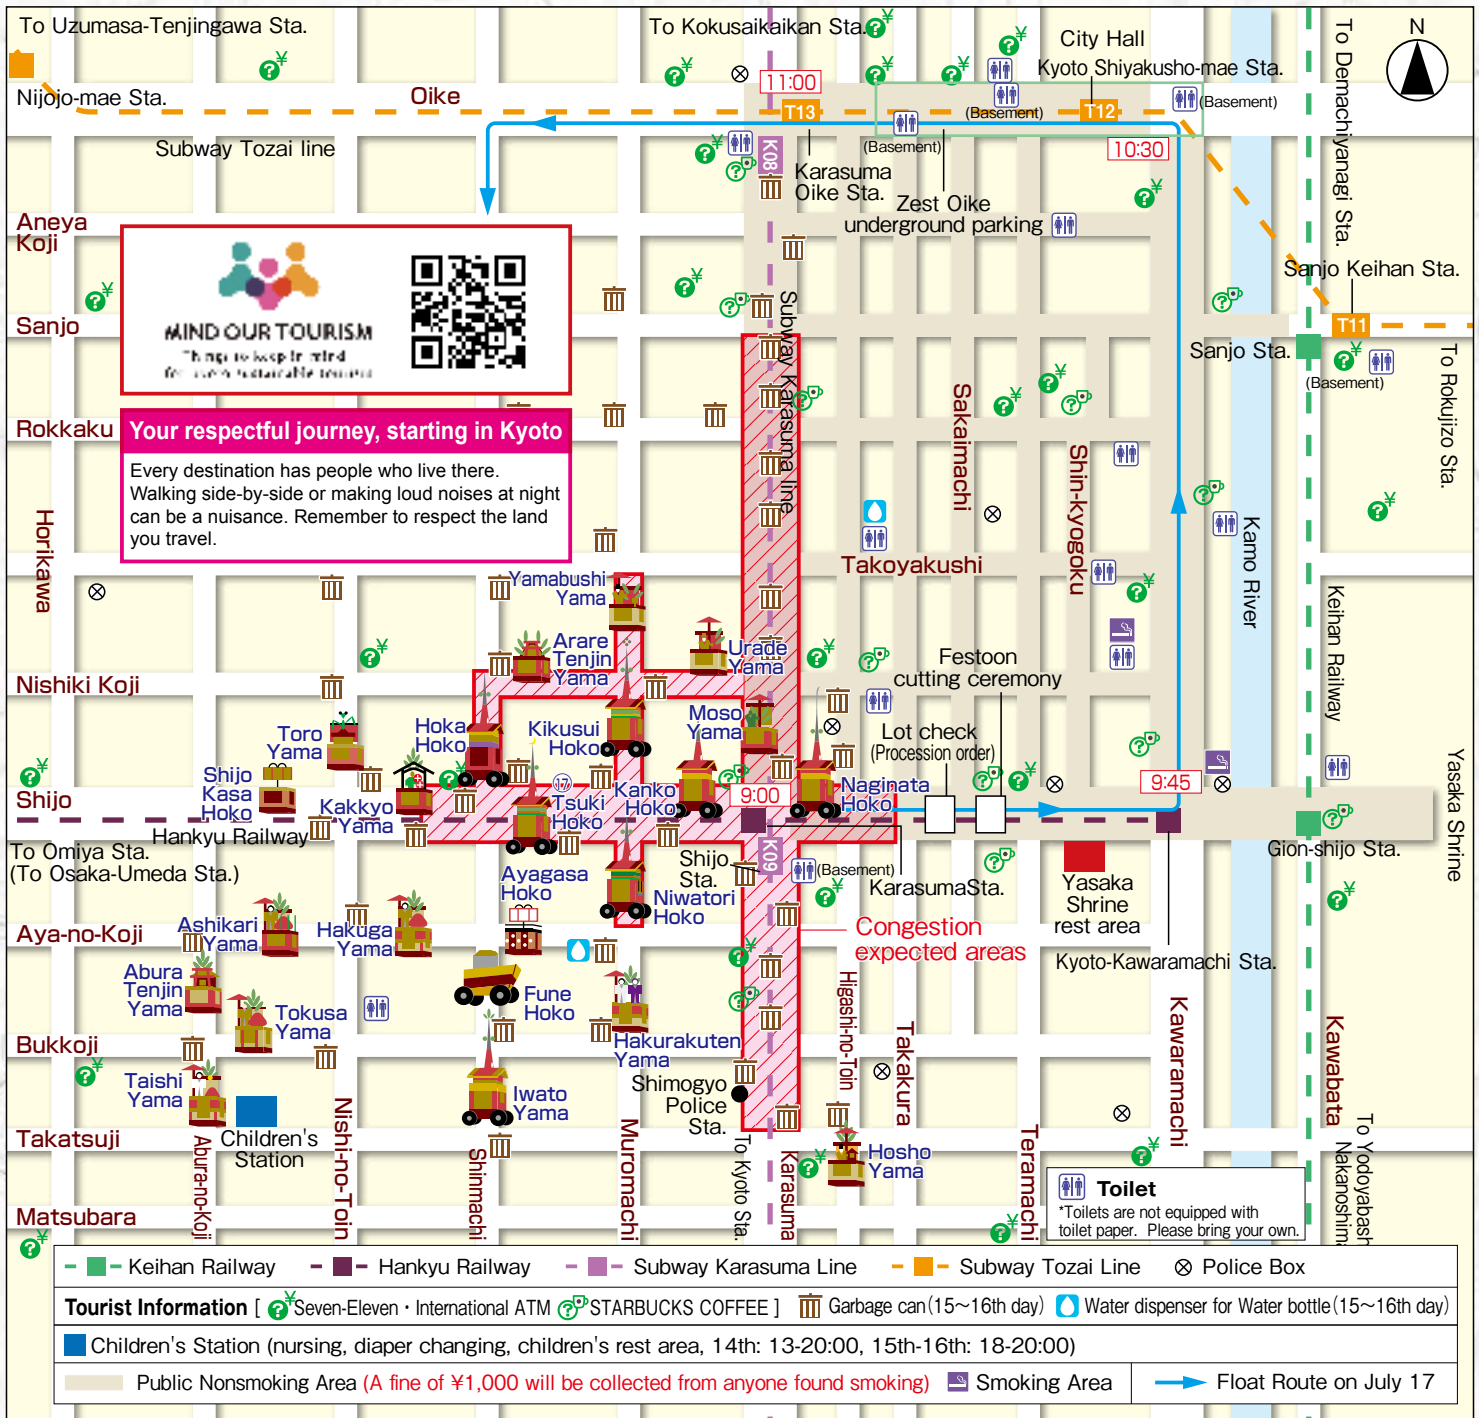 To Uzumasa-Tenjingawa Sta.
To Kokusaikaikan Sta.
City Hall
Kyoto Shiyakusho-mae Sta.
To Demachiyanagi Sta.
N
Nijojo-mae Sta.
Oike
11:00
T13
T12
(Basement)
(Basement)
(Basement)
Subway Tozai line
K08
10:30
Karasuma
Oike Sta.
Zest Oike
underground parking
Aneya
Koji
Sanjo Keihan Sta.
MIND OUR TOURISM
Things to keep in mind
Sanjo
T11
Sanjo Sta.
(Basement)
To Rokujizo Sta.
Subway Karasuma line
Rokkaku
Your respectful journey, starting in Kyoto
Every destination has people who live there.
Walking side-by-side or making loud noises at night
can be a nuisance. Remember to respect the land
you travel.
Sakaimachi
Shin-kyogoku
Horikawa
Kamo River
Takoyakushi
Keihan Railway
Yamabushi
Yama
Arare
Tenjin
Yama
Urade
Yama
Festoon
cutting ceremony
Nishiki Koji
Toro
Yama
Hoka
Hoko
Kikusui
Hoko
Moso
Yama
Lot check
(Procession order)
Shijo
Kasa
Hoko
Kakkyo
Yama
⑰
Tsuki
Hoko
Kanko
Hoko
9:00
Naginata
Hoko
9:45
Yasaka Shrine
Shijo
Hankyu Railway
To Omiya Sta.
(To Osaka-Umeda Sta.)
K09
Shijo
Sta.
(Basement)
KarasumaSta.
Yasaka
Shrine
rest area
Gion-shijo Sta.
Kyoto-Kawaramachi Sta.
Ayagasa
Hoko
Niwatori
Hoko
Congestion
expected areas
Ashikari
Yama
Hakuga
Yama
Aya-no-Koji
Abura
Tenjin
Yama
Tokusa
Yama
Fune
Hoko
Hakurakuten
Yama
Higashi-no-Toin
Takakura
Kawaramachi
Kawabata
Bukkoji
Taishi
Yama
Iwato
Yama
Shimogyo
Police
Sta.
Children's
Station
Takatsuji
Abura-no-Koji
Nishi-no-Toin
Shinmachi
Muromachi
To Kyoto Sta.
Karasuma
Hosho
Yama
Teramachi
To Yodoyabash
Nakanoshima
Matsubara
Toilet
*Toilets are not equipped with
toilet paper. Please bring your own.
Keihan Railway Hankyu Railway Subway Karasuma Line Subway Tozai Line Police Box
Tourist Information [ Seven-Eleven・International ATM STARBUCKS COFFEE ] Garbage can(15～16th day) Water dispenser for Water bottle(15～16th day)
Children's Station (nursing, diaper changing, children's rest area, 14th: 13-20:00, 15th-16th: 18-20:00)
Public Nonsmoking Area (A fine of ¥1,000 will be collected from anyone found smoking) Smoking Area Float Route on July 17